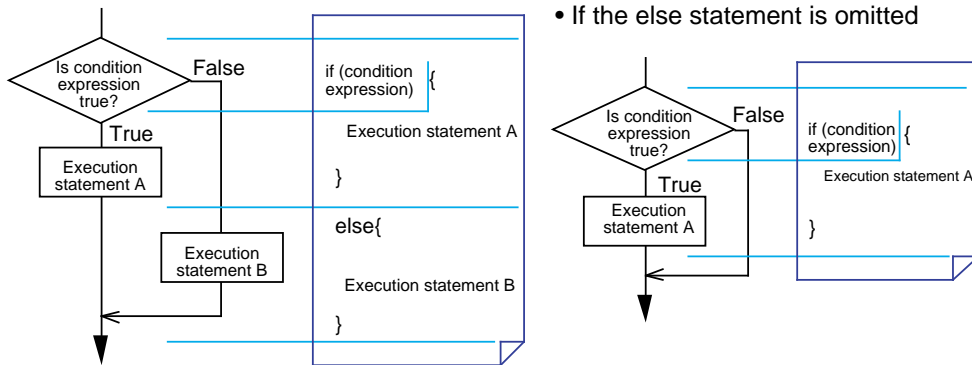 Is condition
expression
true?
False
True
Execution
statement A
Execution
statement B
if (condition
expression)
{
Execution statement A
}
else{
Execution statement B
}
• If the else statement is omitted
Is condition
expression
true?
False
True
Execution
statement A
if (condition
expression)
{
Execution statement A
}